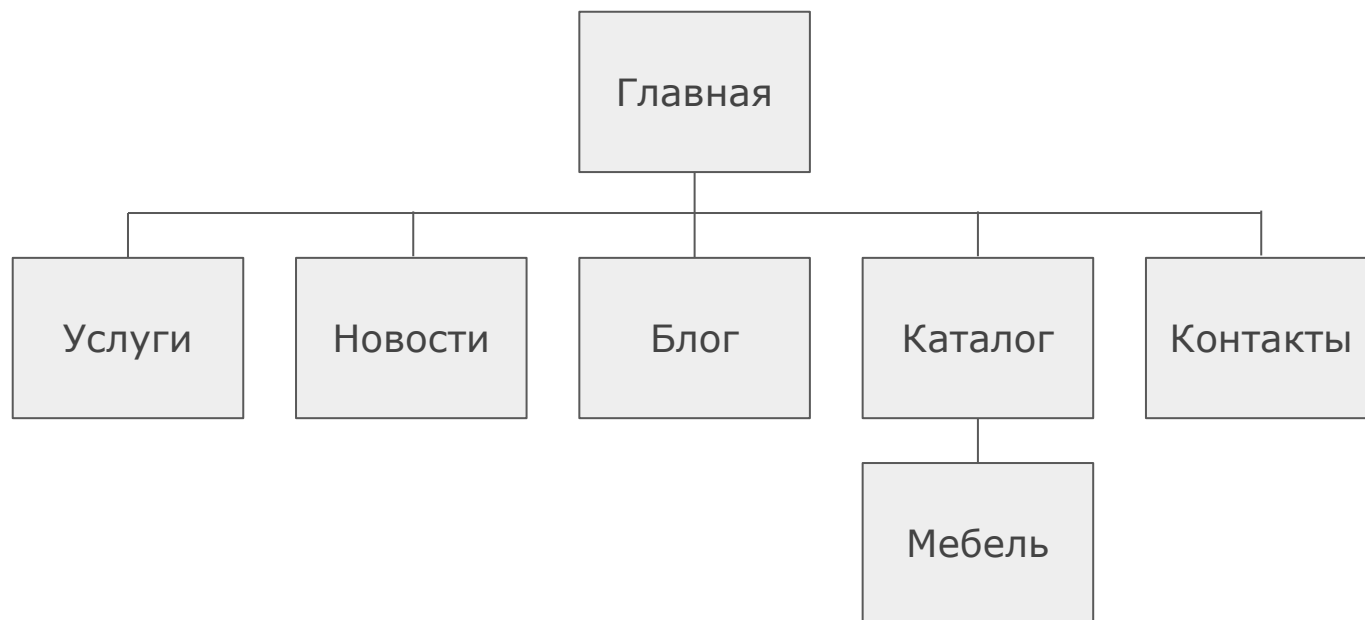 Главная
Услуги
Новости
Блог
Каталог
Контакты
Мебель